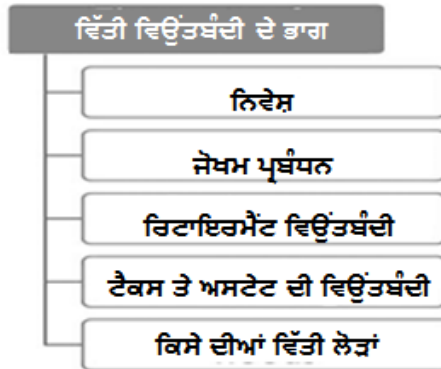 ਵਿੱਤੀ ਵਿਉਂਤਬੰਦੀ ਦੇ ਭਾਗ
ਨਿਵੇਸ਼
ਜੋਖਮ ਪ੍ਰਬੰਧਨ
ਰਿਟਾਇਰਮੈਂਟ ਵਿਉਂਤਬੰਦੀ
ਟੈਕਸ ਤੇ ਅਸਟੇਟ ਦੀ ਵਿਉਂਤਬੰਦੀ
ਕਿਸੇ ਦੀਆਂ ਵਿੱਤੀ ਲੋੜਾਂ